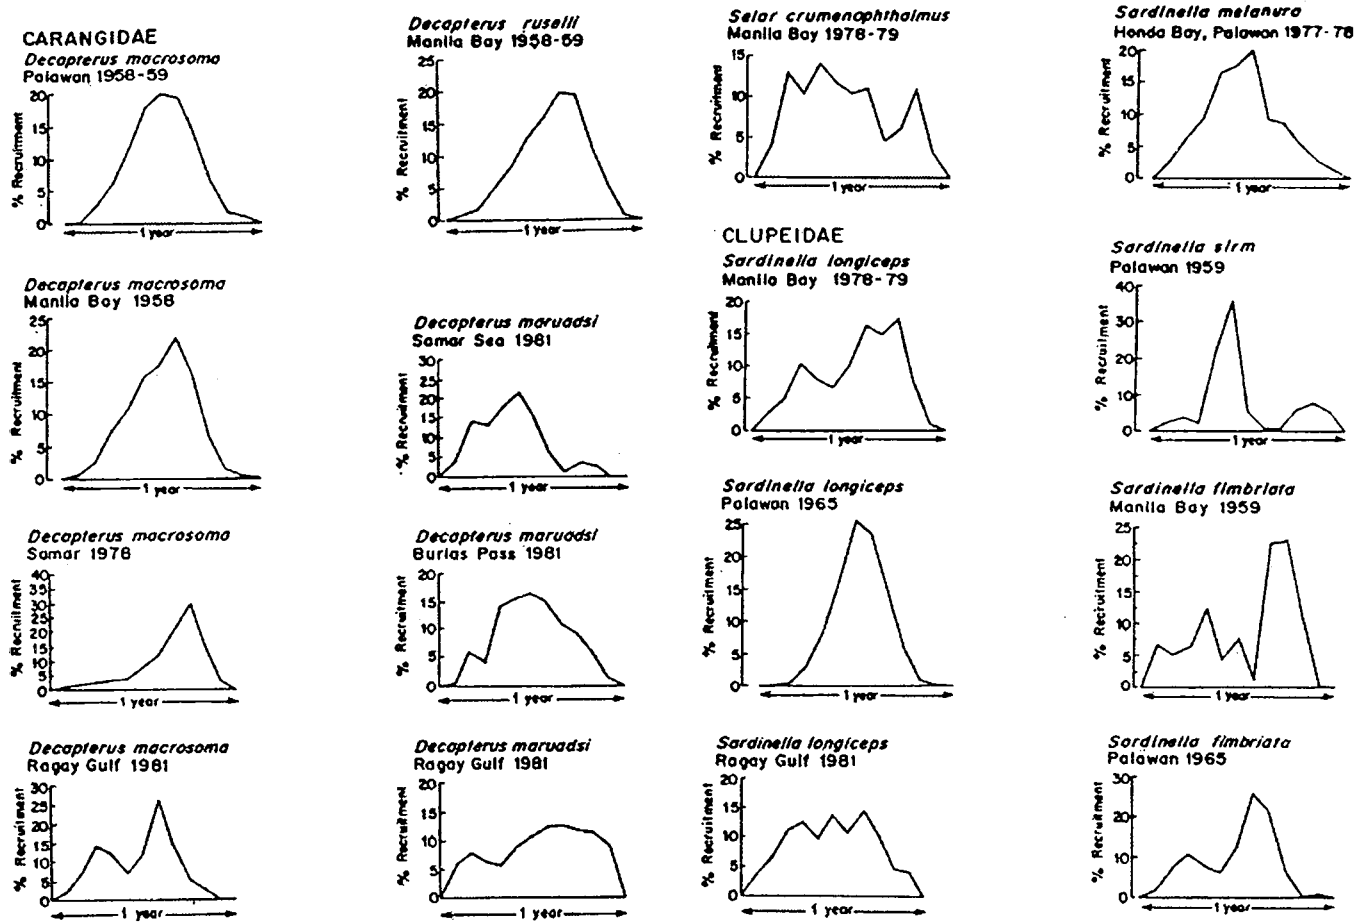 CARANGIDAE
Decapterus macrosoma
Palawan 1958-59
20
15
10
5
0
% Recruitment
1 year
Decapterus macrosoma
Manila Bay 1958
25
20
15
10
5
0
% Recruitment
1 year
Decapterus macrosoma
Samar 1978
40
35
30
25
20
15
10
5
0
% Recruitment
1 year
Decapterus macrosoma
Ragay Gulf 1981
30
25
20
15
10
5
0
% Recruitment
1 year
Decapterus ruselli
Manila Bay 1958-59
25
20
15
10
5
0
% Recruitment
1 year
Decapterus maruadsi
Samar Sea 1981
30
25
20
15
10
5
0
% Recruitment
1 year
Decapterus maruadsi
Burias Pass 1981
20
15
10
5
0
% Recruitment
1 year
Decapterus maruadsi
Ragay Gulf 1981
20
15
10
5
0
% Recruitment
1 year
Selar crumenophthalmus
Manila Bay 1978-79
15
10
5
0
% Recruitment
1 year
CLUPEIDAE
Sardinella longiceps
Manila Bay 1978-79
20
15
10
5
0
% Recruitment
1 year
Sardinella longiceps
Palawan 1965
25
20
15
10
5
0
% Recruitment
1 year
Sardinella longiceps
Ragay Gulf 1981
20
15
10
5
0
% Recruitment
1 year
Sardinella melanura
Honda Bay, Palawan 1977-78
20
15
10
5
0
% Recruitment
1 year
Sardinella sirm
Palawan 1959
40
30
20
10
0
% Recruitment
1 year
Sardinella fimbriata
Manila Bay 1959
25
20
15
10
5
0
% Recruitment
1 year
Sardinella fimbriata
Palawan 1965
30
20
10
0
% Recruitment
1 year